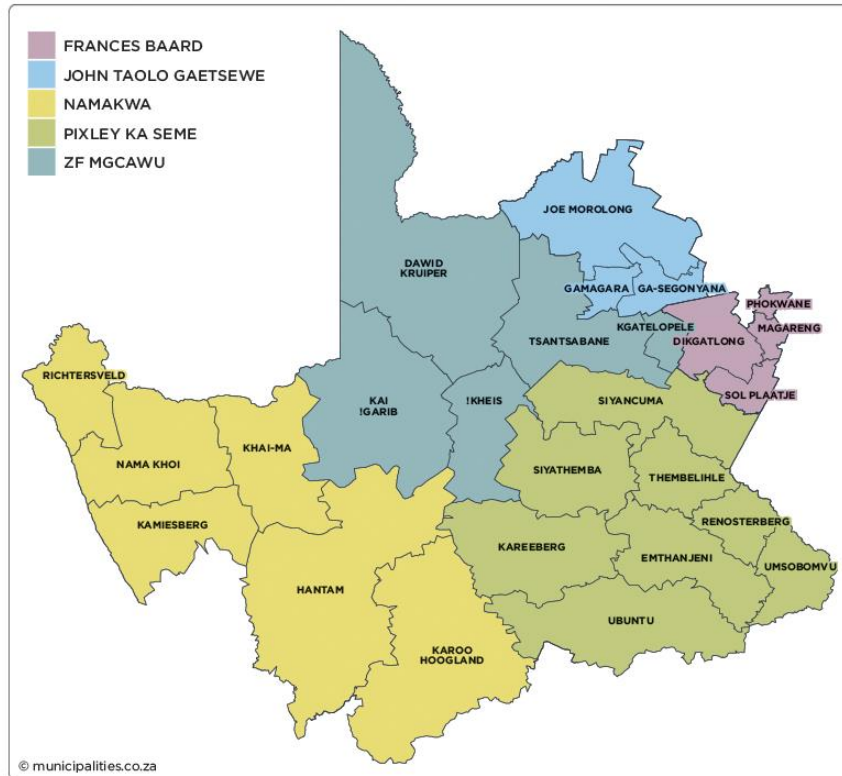 FRANCES BAARD
JOHN TAOLO GAETSEWE
NAMAKWA
PIXLEY KA SEME
ZF MGCAWU
JOE MOROLONG
DAWID
KRUIPER
GAMAGARA
GA-SEGONYANA
PHOKWANE
KGATELOPELE
MAGARENG
TSANTSABANE
DIKGATLONG
RICHTERSVELD
SOL PLAATJE
KAI
!GARIB
!KHEIS
SIYANCUMA
KHAI-MA
NAMA KHOI
SIYATHEMBA
THEMBELIHLE
KAMIESBERG
RENOSTERBERG
KAREEBERG
EMTHANJENI
UMSOBOMVU
HANTAM
UBUNTU
KAROO
HOOGLAND
© municipalities.co.za